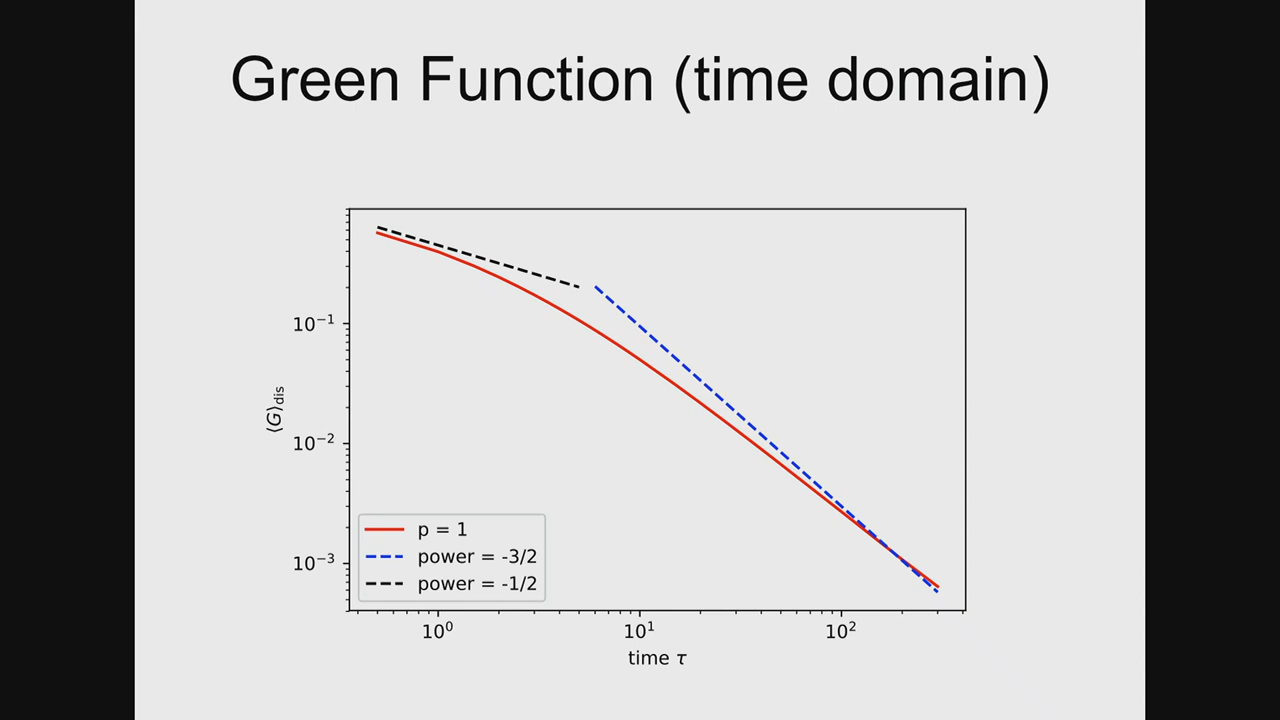 Green Function (time domain)
10⁻¹
10⁻²
10⁻³
⟨G⟩dis
p = 1
power = -3/2
power = -1/2
10⁰ 10¹ 10²
time τ